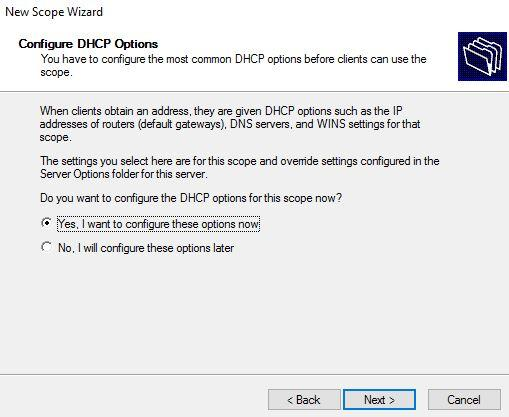 New Scope Wizard
Configure DHCP Options
You have to configure the most common DHCP options before clients can use the
scope.
When clients obtain an address, they are given DHCP options such as the IP
addresses of routers (default gateways), DNS servers, and WINS settings for that
scope.
The settings you select here are for this scope and override settings configured in the
Server Options folder for this server.
Do you want to configure the DHCP options for this scope now?
Yes, I want to configure these options now
No, I will configure these options later
< Back Next > Cancel